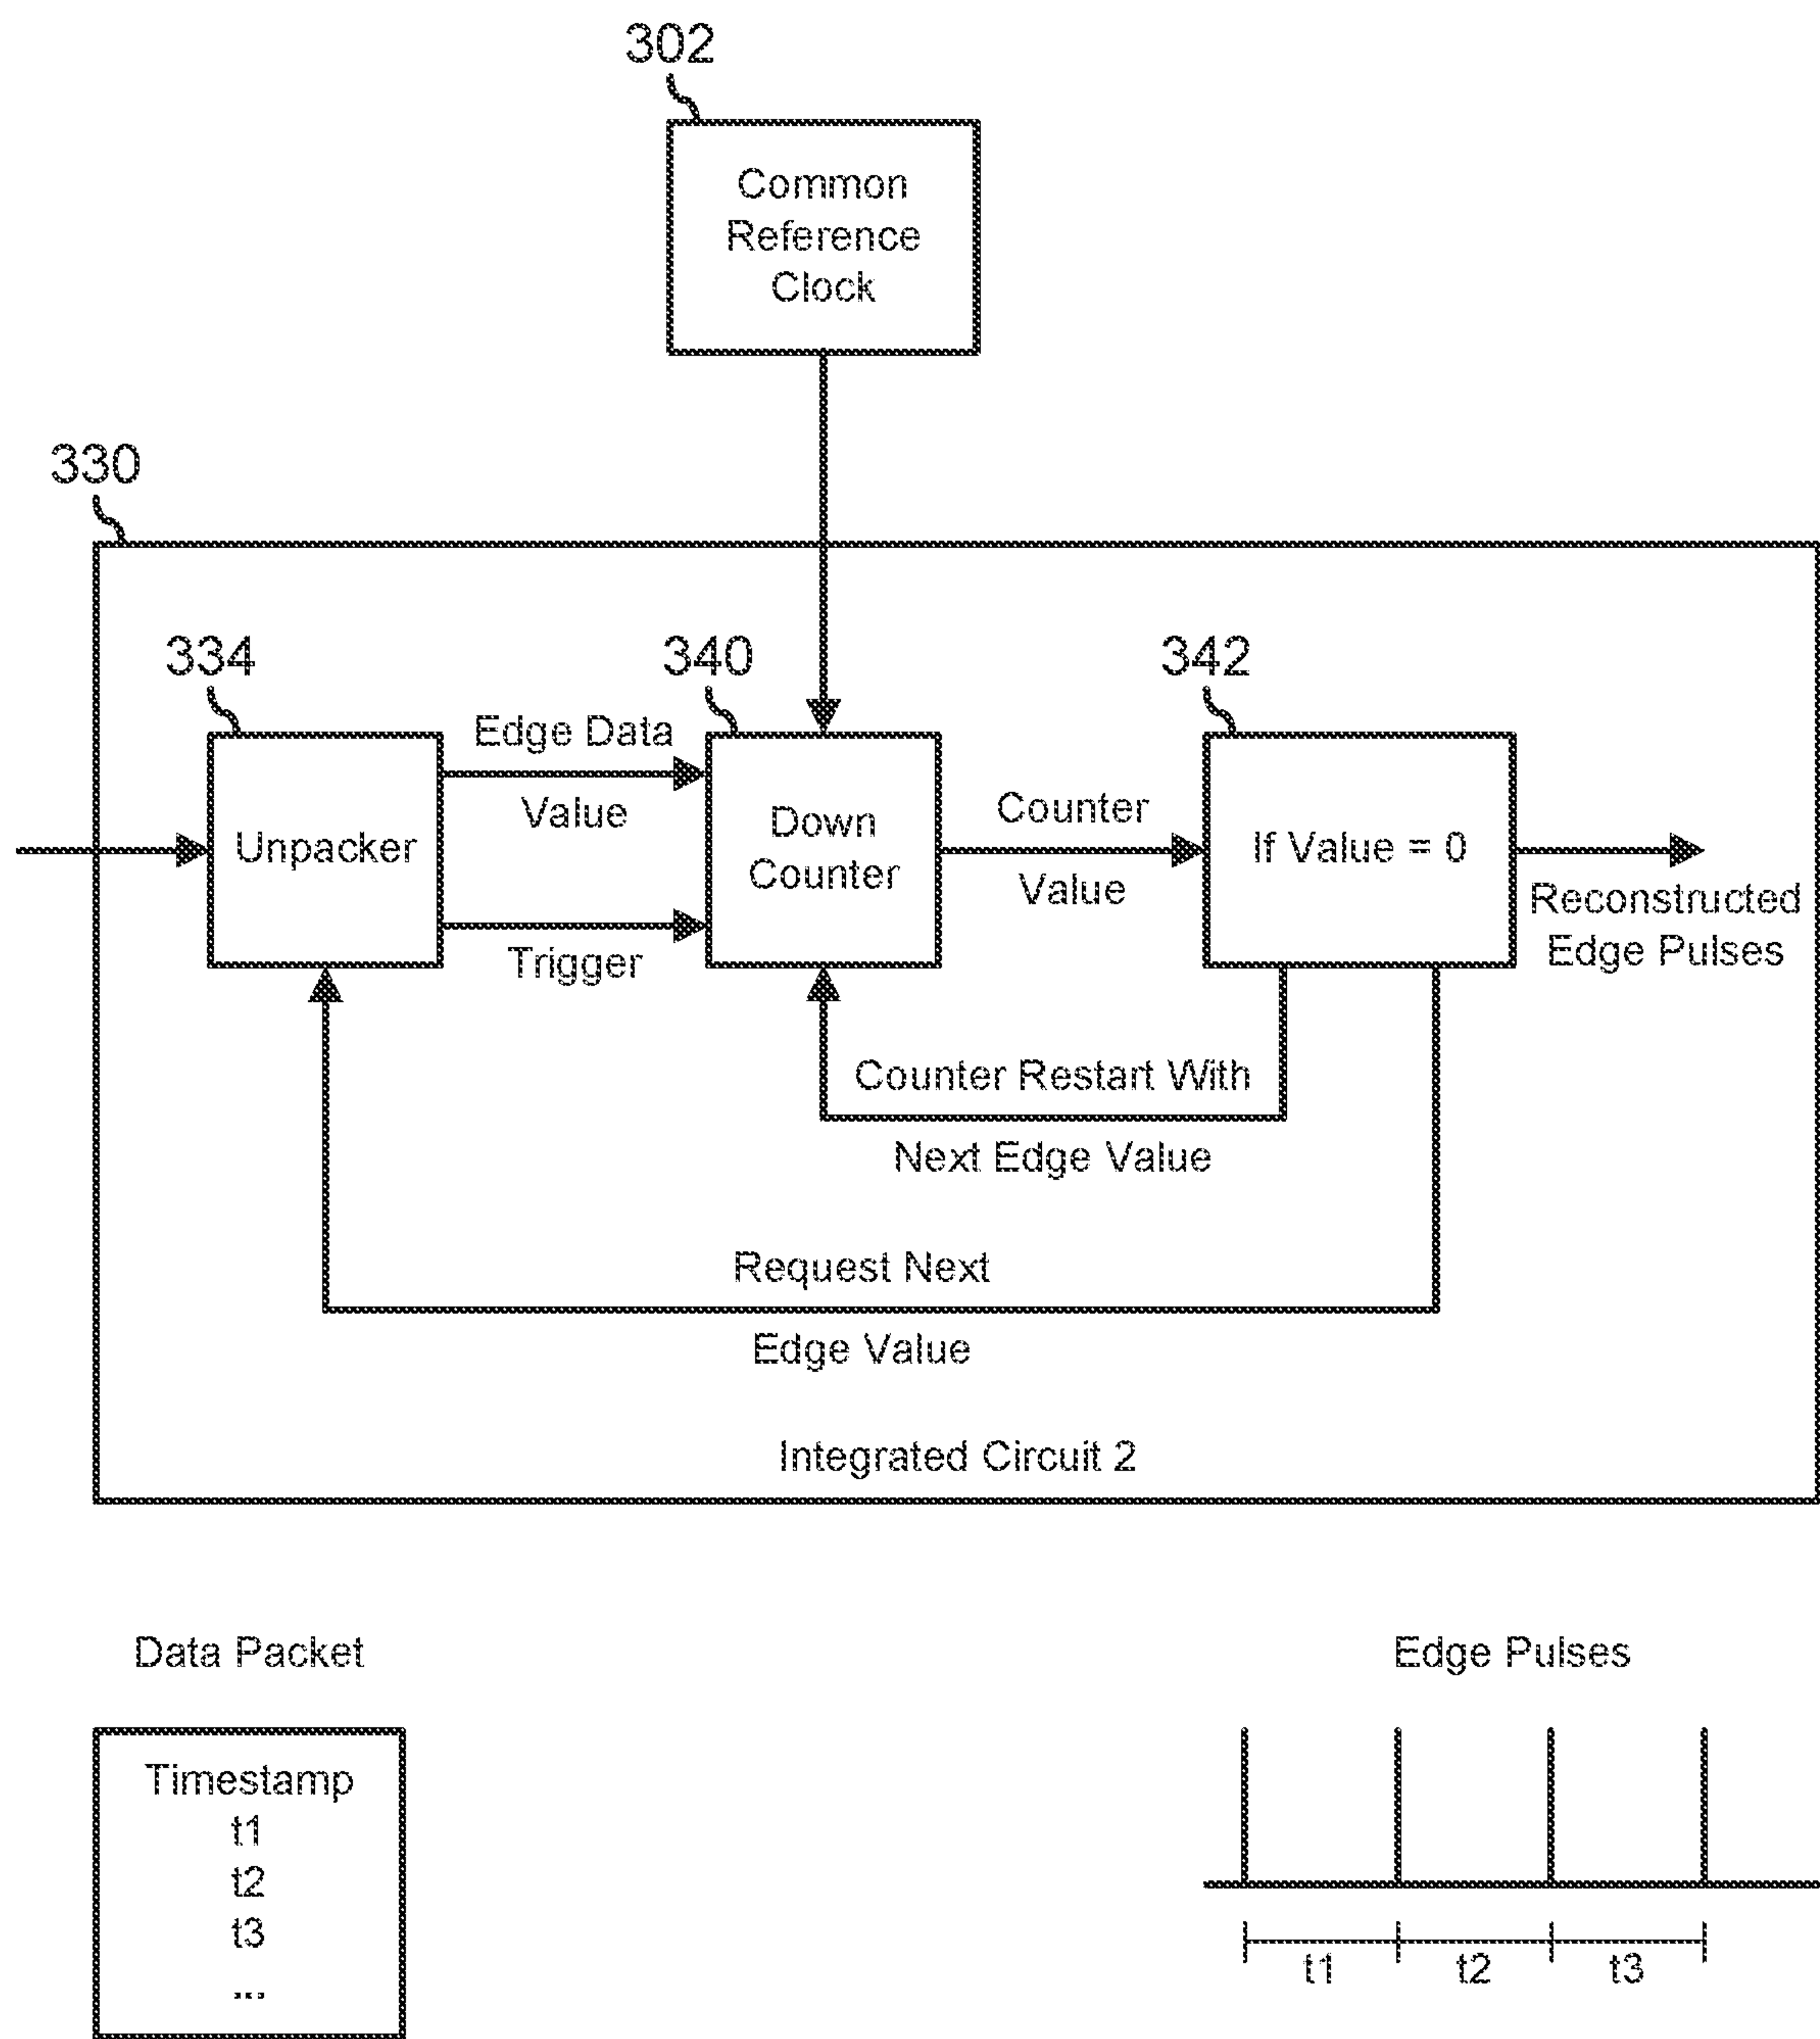 302
Common
Reference
Clock
330
334
340
342
Edge Data
Value
Trigger
Unpacker
Down
Counter
Counter
Value
If Value = 0
Reconstructed
Edge Pulses
Counter Restart With
Next Edge Value
Request Next
Edge Value
Integrated Circuit 2
Data Packet
Edge Pulses
Timestamp
t1
t2
t3
...
t1
t2
t3